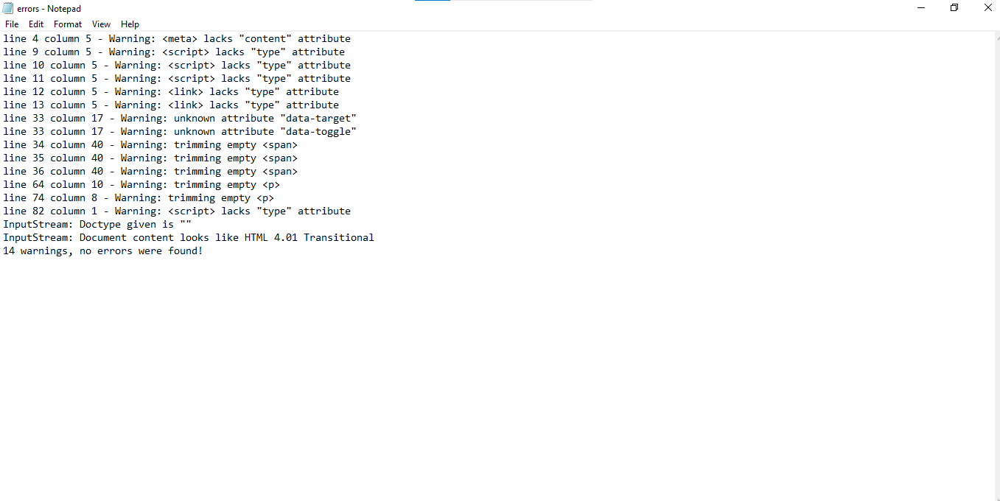 errors - Notepad
File Edit Format View Help
line 4 column 5 - Warning: <meta> lacks "content" attribute
line 9 column 5 - Warning: <script> lacks "type" attribute
line 10 column 5 - Warning: <script> lacks "type" attribute
line 11 column 5 - Warning: <script> lacks "type" attribute
line 12 column 5 - Warning: <link> lacks "type" attribute
line 13 column 5 - Warning: <link> lacks "type" attribute
line 33 column 17 - Warning: unknown attribute "data-target"
line 33 column 17 - Warning: unknown attribute "data-toggle"
line 34 column 40 - Warning: trimming empty <span>
line 35 column 40 - Warning: trimming empty <span>
line 36 column 40 - Warning: trimming empty <span>
line 64 column 10 - Warning: trimming empty <p>
line 74 column 8 - Warning: trimming empty <p>
line 82 column 1 - Warning: <script> lacks "type" attribute
InputStream: Doctype given is ""
InputStream: Document content looks like HTML 4.01 Transitional
14 warnings, no errors were found!